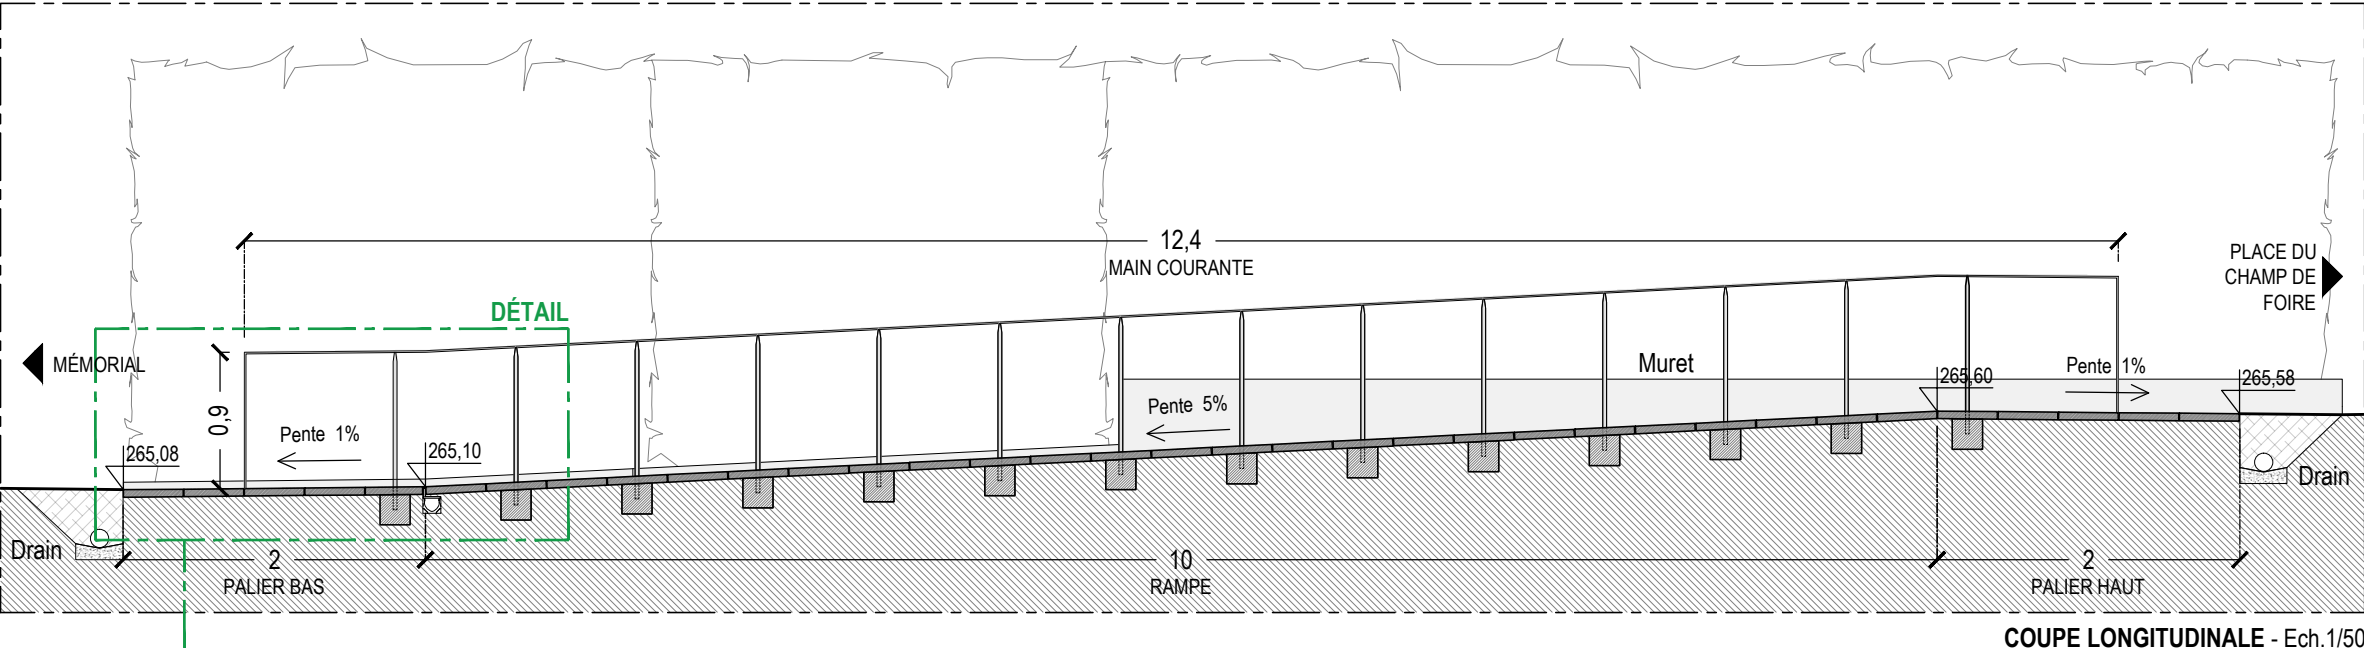 12,4
MAIN COURANTE
PLACE DU
CHAMP DE
FOIRE
DÉTAIL
MÉMORIAL
0,9
Muret
Pente 1%
265,60
265,58
Pente 5%
Pente 1%
265,08
265,10
Drain
Drain
2
PALIER BAS
10
RAMPE
2
PALIER HAUT
COUPE LONGITUDINALE - Ech.1/50